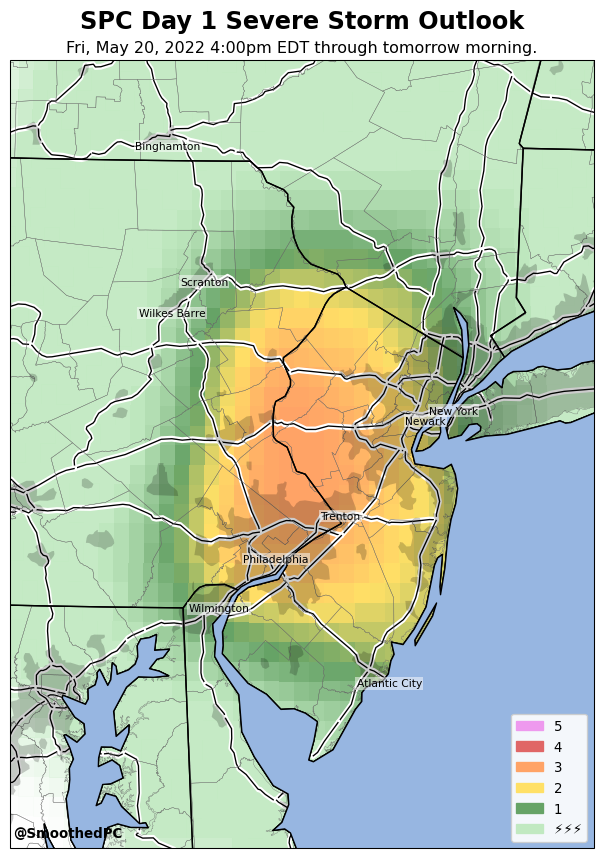 SPC Day 1 Severe Storm Outlook
Fri, May 20, 2022 4:00pm EDT through tomorrow morning.
Binghamton
Scranton
Wilkes Barre
New York
Newark
Trenton
Philadelphia
Wilmington
Atlantic City
5
4
3
2
1
⚡⚡⚡
@SmoothedPC